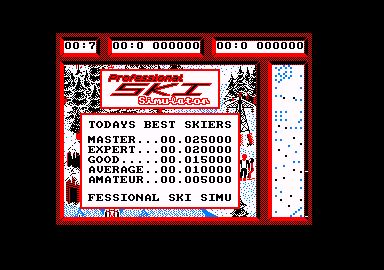 00:7 00:0 000000 00:0 000000
Professional
SKI
Simulator
TODAYS BEST SKIERS
MASTER...00.025000
EXPERT...00.020000
GOOD.....00.015000
AVERAGE..00.010000
AMATEUR..00.005000
FESSIONAL SKI SIMU